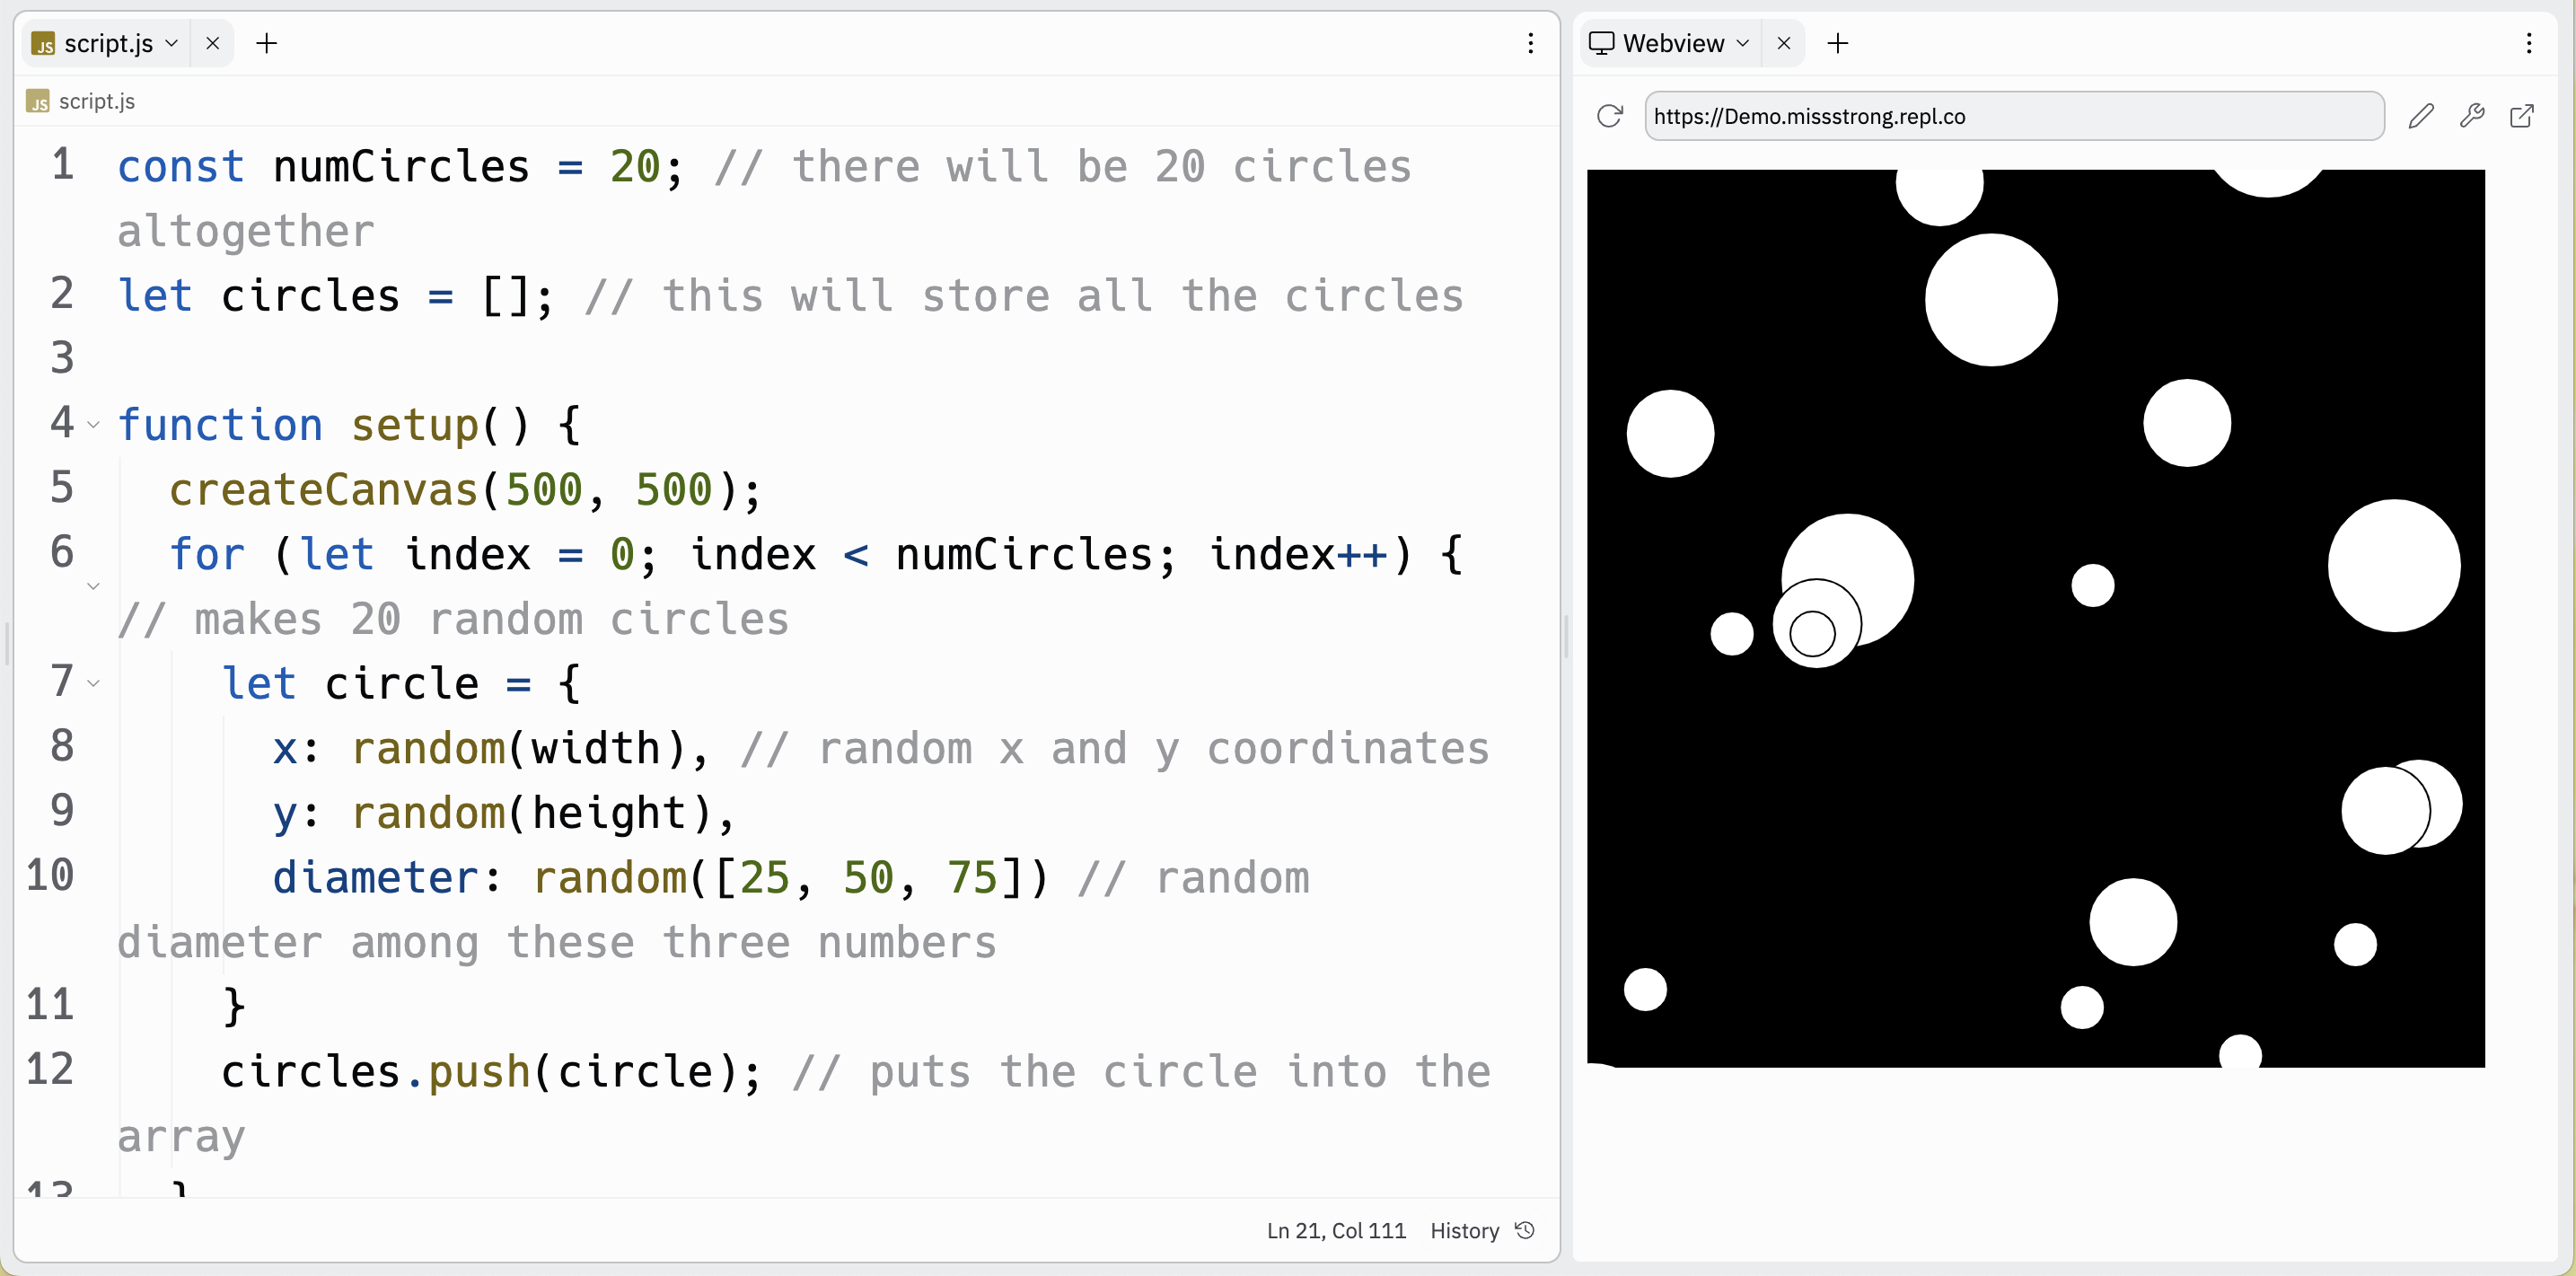 JS script.js
JS script.js
1 const numCircles = 20; // there will be 20 circles
altogether
2 let circles = []; // this will store all the circles
3
4 function setup() {
5 createCanvas(500, 500);
6 for (let index = 0; index < numCircles; index++) {
// makes 20 random circles
7 let circle = {
8 x: random(width), // random x and y coordinates
9 y: random(height),
10 diameter: random([25, 50, 75]) // random
diameter among these three numbers
11 }
12 circles.push(circle); // puts the circle into the
array
13 }
Ln 21, Col 111 History
Webview
https://Demo.missstrong.repl.co